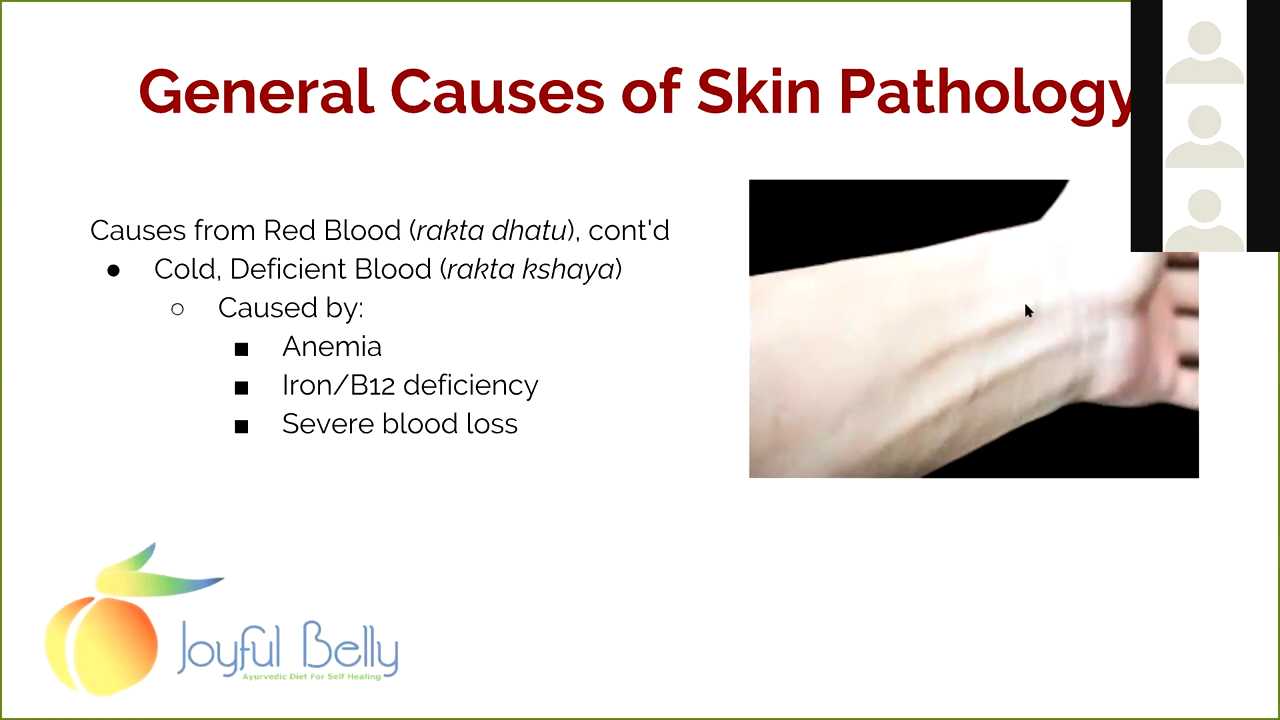 General Causes of Skin Pathology
Causes from Red Blood (rakta dhatu), cont'd
● Cold, Deficient Blood (rakta kshaya)
○ Caused by:
■ Anemia
■ Iron/B12 deficiency
■ Severe blood loss
Joyful Belly
Ayurvedic Diet For Self Healing